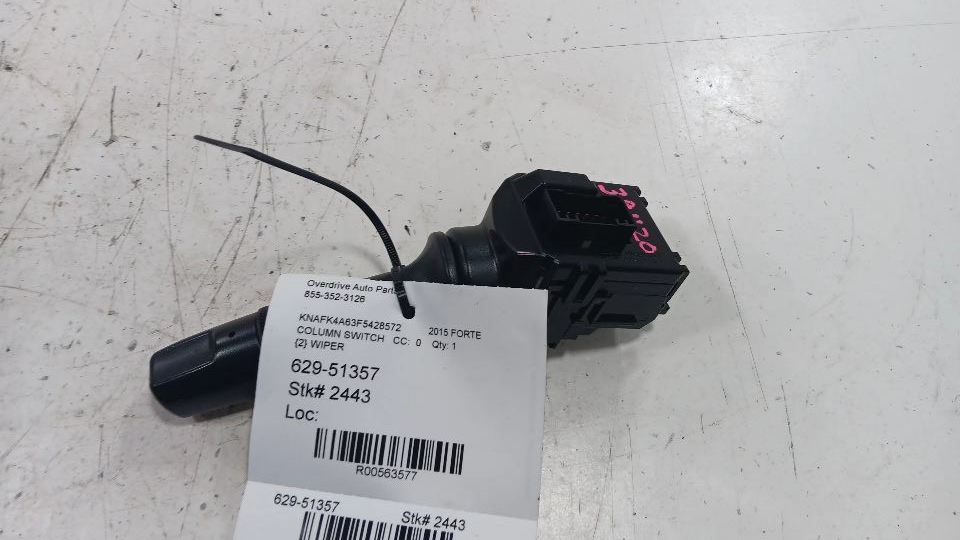 Overdrive Auto Part
855-352-3126
KNAFK4A63F5428572 2015 FORTE
COLUMN SWITCH CC: 0 Qty: 1
{2} WIPER
629-51357
Stk# 2443
Loc:
R00563577
629-51357 Stk# 2443